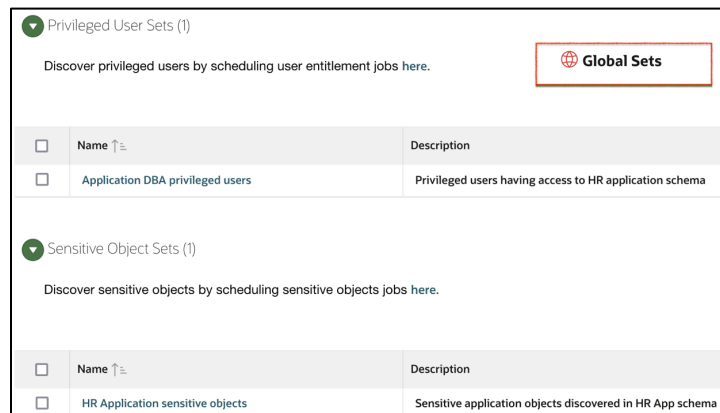 Privileged User Sets (1)
Discover privileged users by scheduling user entitlement jobs here.
Global Sets
Name Description
Application DBA privileged users Privileged users having access to HR application schema
Sensitive Object Sets (1)
Discover sensitive objects by scheduling sensitive objects jobs here.
Name Description
HR Application sensitive objects Sensitive application objects discovered in HR App schema